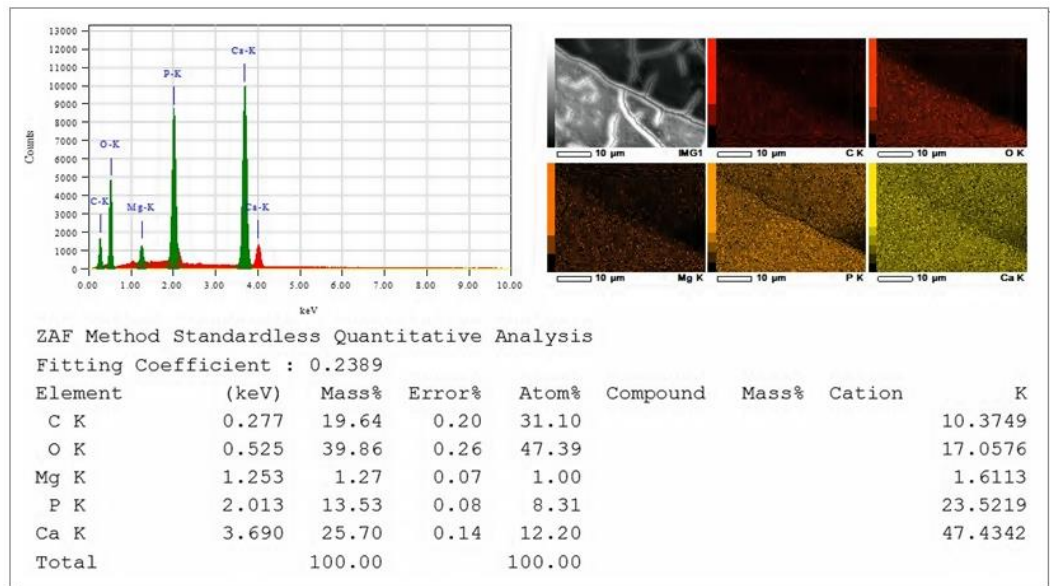 13000
12000
11000
10000
9000
8000
7000
6000
5000
4000
3000
2000
1000
0
Counts
C-K
O-K
Mg-K
P-K
Ca-K
Ca-K
0.00 1.00 2.00 3.00 4.00 5.00 6.00 7.00 8.00 9.00 10.00
keV
10 µm IMG1
10 µm C K
10 µm O K
10 µm Mg K
10 µm P K
10 µm Ca K
ZAF Method Standardless Quantitative Analysis
Fitting Coefficient : 0.2389
Element (keV) Mass% Error% Atom% Compound Mass% Cation K
C K 0.277 19.64 0.20 31.10 10.3749
O K 0.525 39.86 0.26 47.39 17.0576
Mg K 1.253 1.27 0.07 1.00 1.6113
P K 2.013 13.53 0.08 8.31 23.5219
Ca K 3.690 25.70 0.14 12.20 47.4342
Total 100.00 100.00